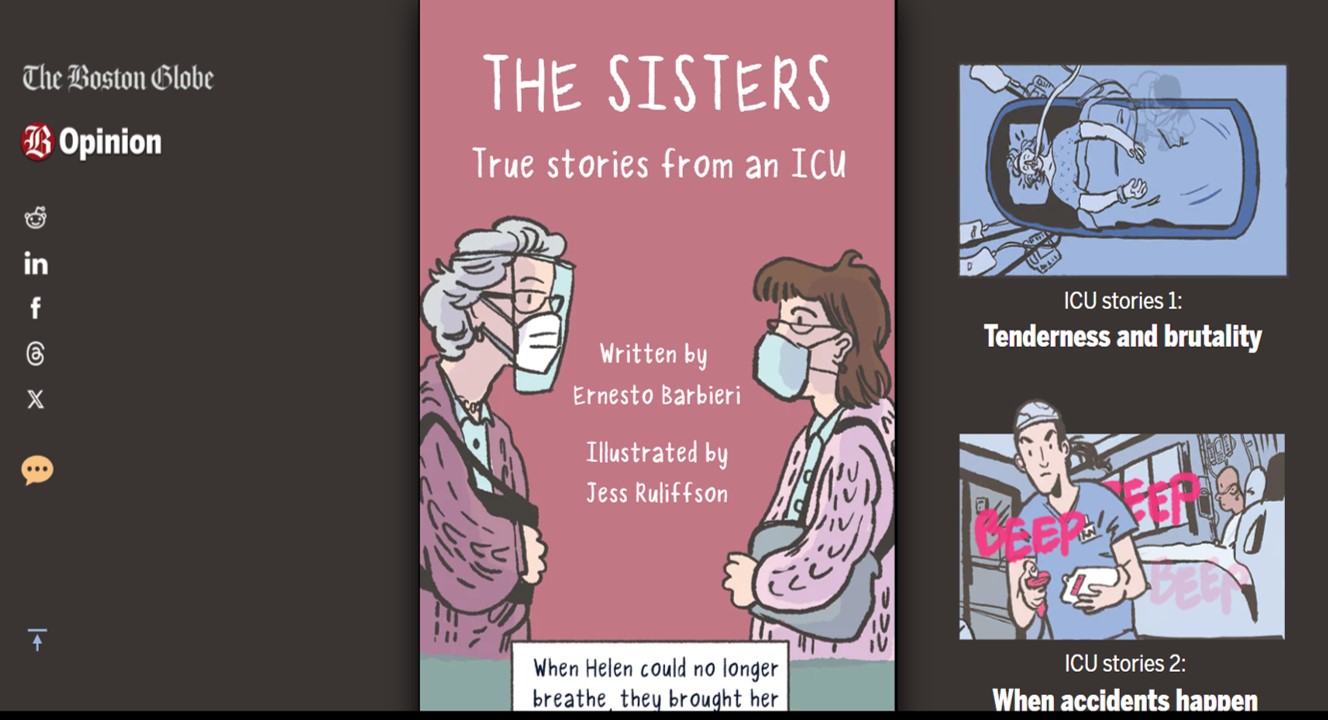 The Boston Globe
B Opinion
in
f
X
THE SISTERS
True stories from an ICU
Written by
Ernesto Barbieri
Illustrated by
Jess Ruliffson
When Helen could no longer
breathe, they brought her
ICU stories 1:
Tenderness and brutality
BEEP
BEEP
BEEP
ICU stories 2:
When accidents happen